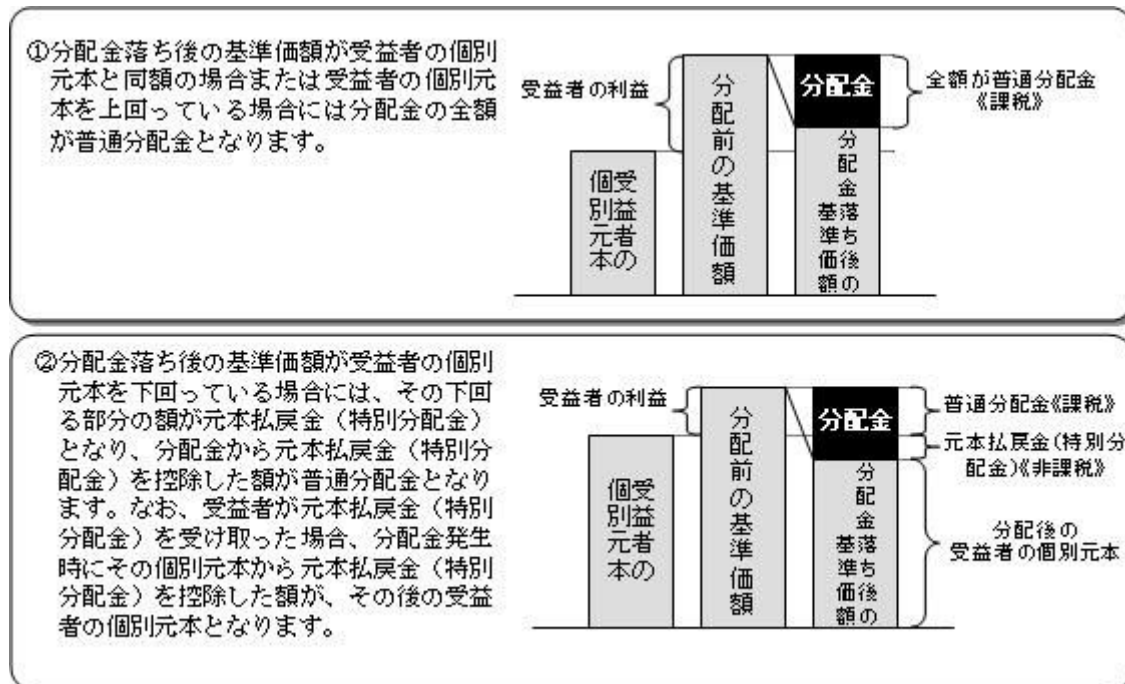 ①分配金落ち後の基準価額が受益者の個別
元本と同額の場合または受益者の個別元
本を上回っている場合には分配金の全額
が普通分配金となります。
受益者の利益
受益者の
個別元本
分配前の基準価額
分配金
分配金落ち後の
基準価額
全額が普通分配金
《課税》
②分配金落ち後の基準価額が受益者の個別
元本を下回っている場合には、その下回
る部分の額が元本払戻金（特別分配金）
となり、分配金から元本払戻金（特別分
配金）を控除した額が普通分配金となり
ます。なお、受益者が元本払戻金（特別
分配金）を受け取った場合、分配金発生
時にその個別元本から元本払戻金（特別
分配金）を控除した額が、その後の受益
者の個別元本となります。
受益者の利益
受益者の
個別元本
分配前の基準価額
分配金
分配金落ち後の
基準価額
普通分配金《課税》
元本払戻金(特別分
配金)《非課税》
分配後の
受益者の個別元本